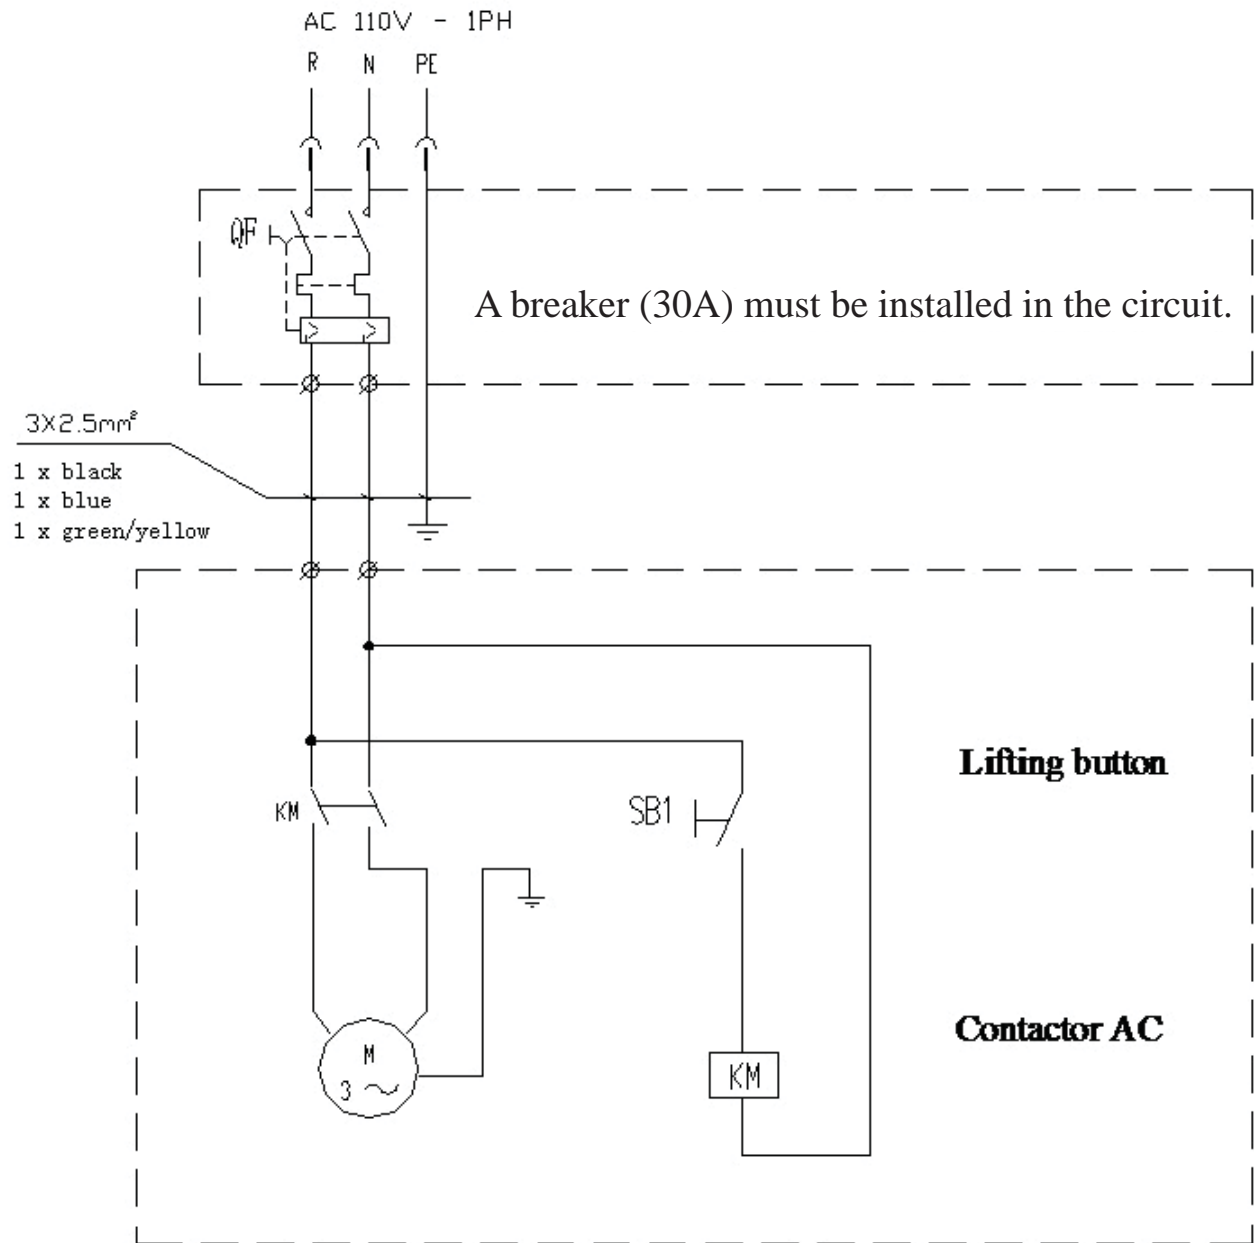 AC 110V - 1PH
R N PE
QF
A breaker (30A) must be installed in the circuit.
3X2.5mm²
1 x black
1 x blue
1 x green/yellow
Lifting button
KM
SB1
Contactor AC
M
3 ~
KM